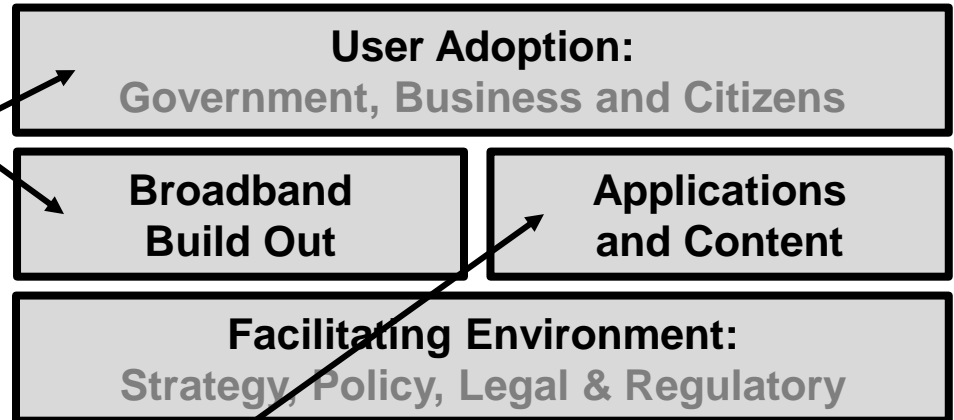 User Adoption:
Government, Business and Citizens
Broadband
Build Out
Applications
and Content
Facilitating Environment:
Strategy, Policy, Legal & Regulatory